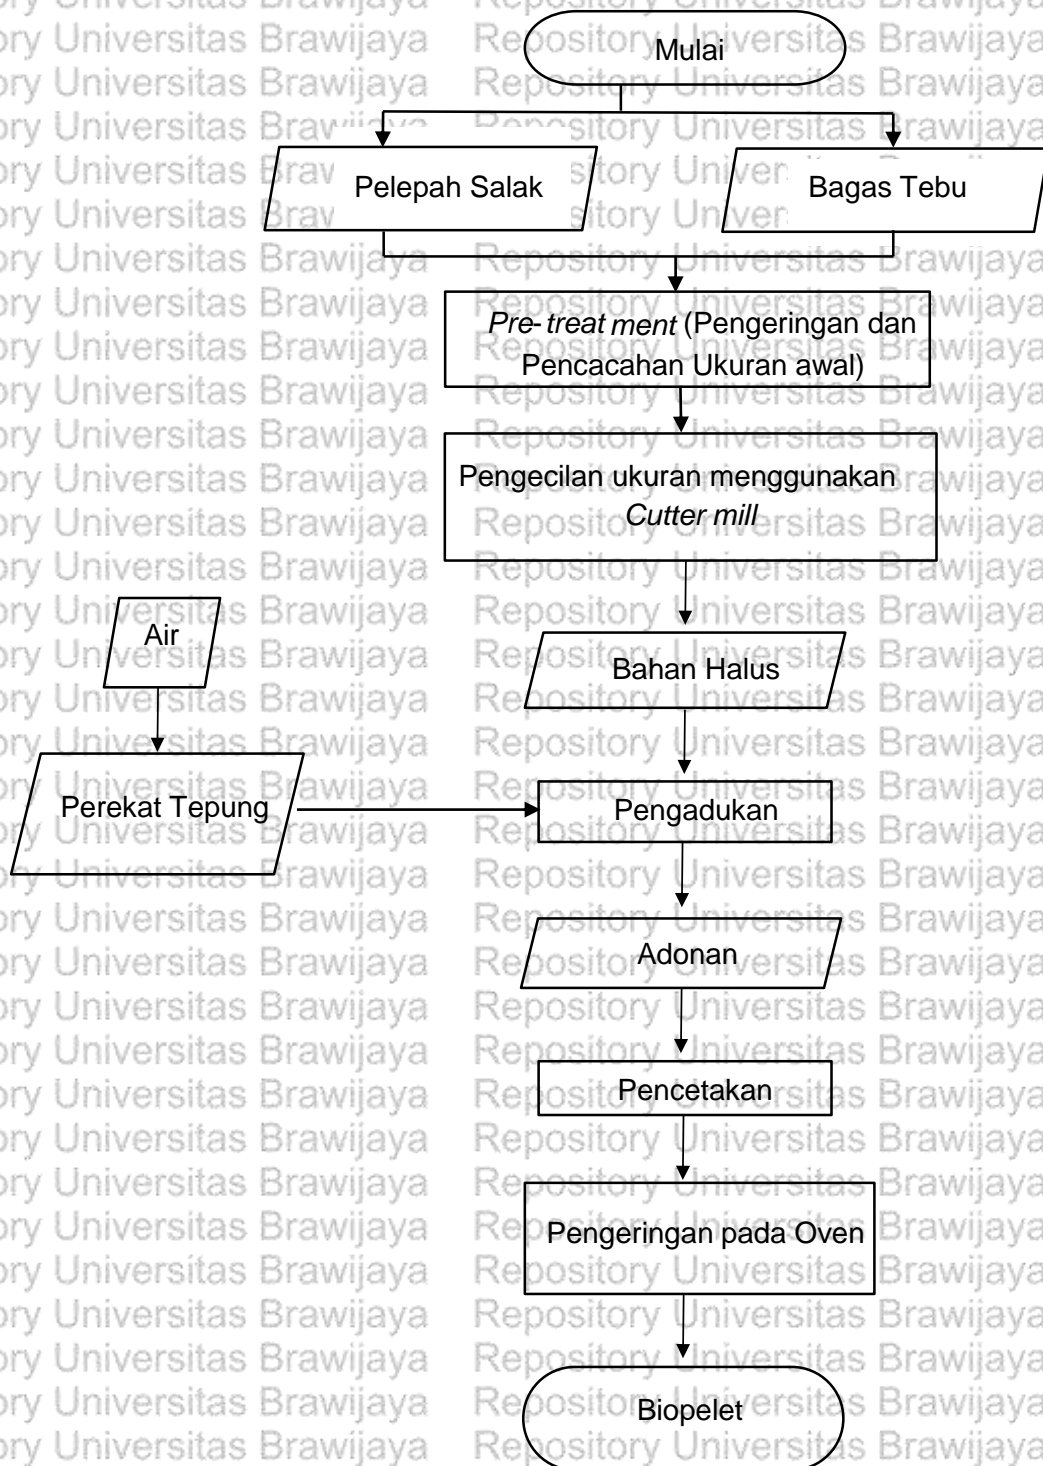 Mulai
Pelepah Salak
Bagas Tebu
Pre-treatment (Pengeringan dan
Pencacahan Ukuran awal)
Pengecilan ukuran menggunakan
Cutter mill
Air
Bahan Halus
Perekat Tepung
Pengadukan
Adonan
Pencetakan
Pengeringan pada Oven
Biopelet